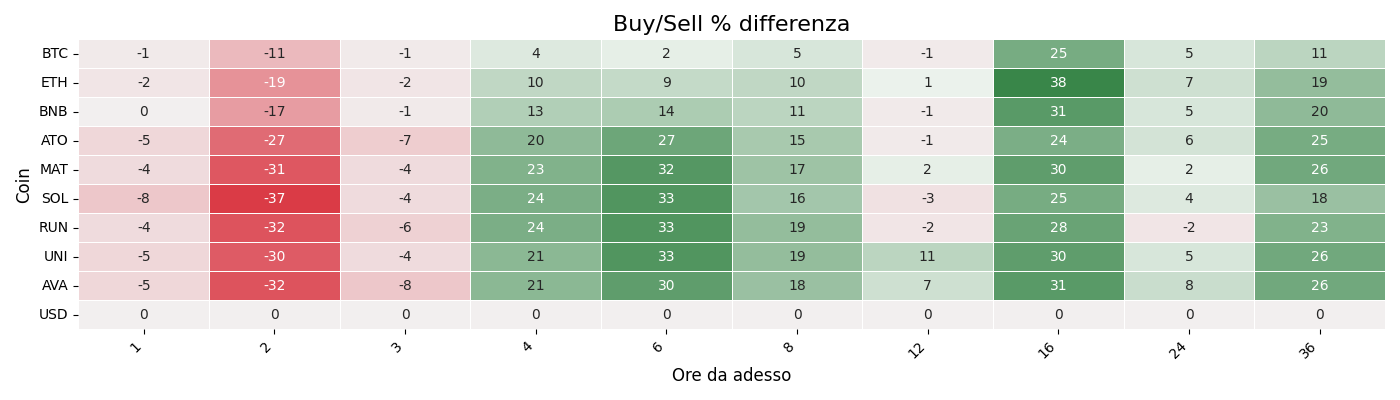 Buy/Sell % differenza
Coin
BTC -1 -11 -1 4 2 5 -1 25 5 11
ETH -2 -19 -2 10 9 10 1 38 7 19
BNB 0 -17 -1 13 14 11 -1 31 5 20
ATO -5 -27 -7 20 27 15 -1 24 6 25
MAT -4 -31 -4 23 32 17 2 30 2 26
SOL -8 -37 -4 24 33 16 -3 25 4 18
RUN -4 -32 -6 24 33 19 -2 28 -2 23
UNI -5 -30 -4 21 33 19 11 30 5 26
AVA -5 -32 -8 21 30 18 7 31 8 26
USD 0 0 0 0 0 0 0 0 0 0
1 2 3 4 6 8 12 16 24 36
Ore da adesso